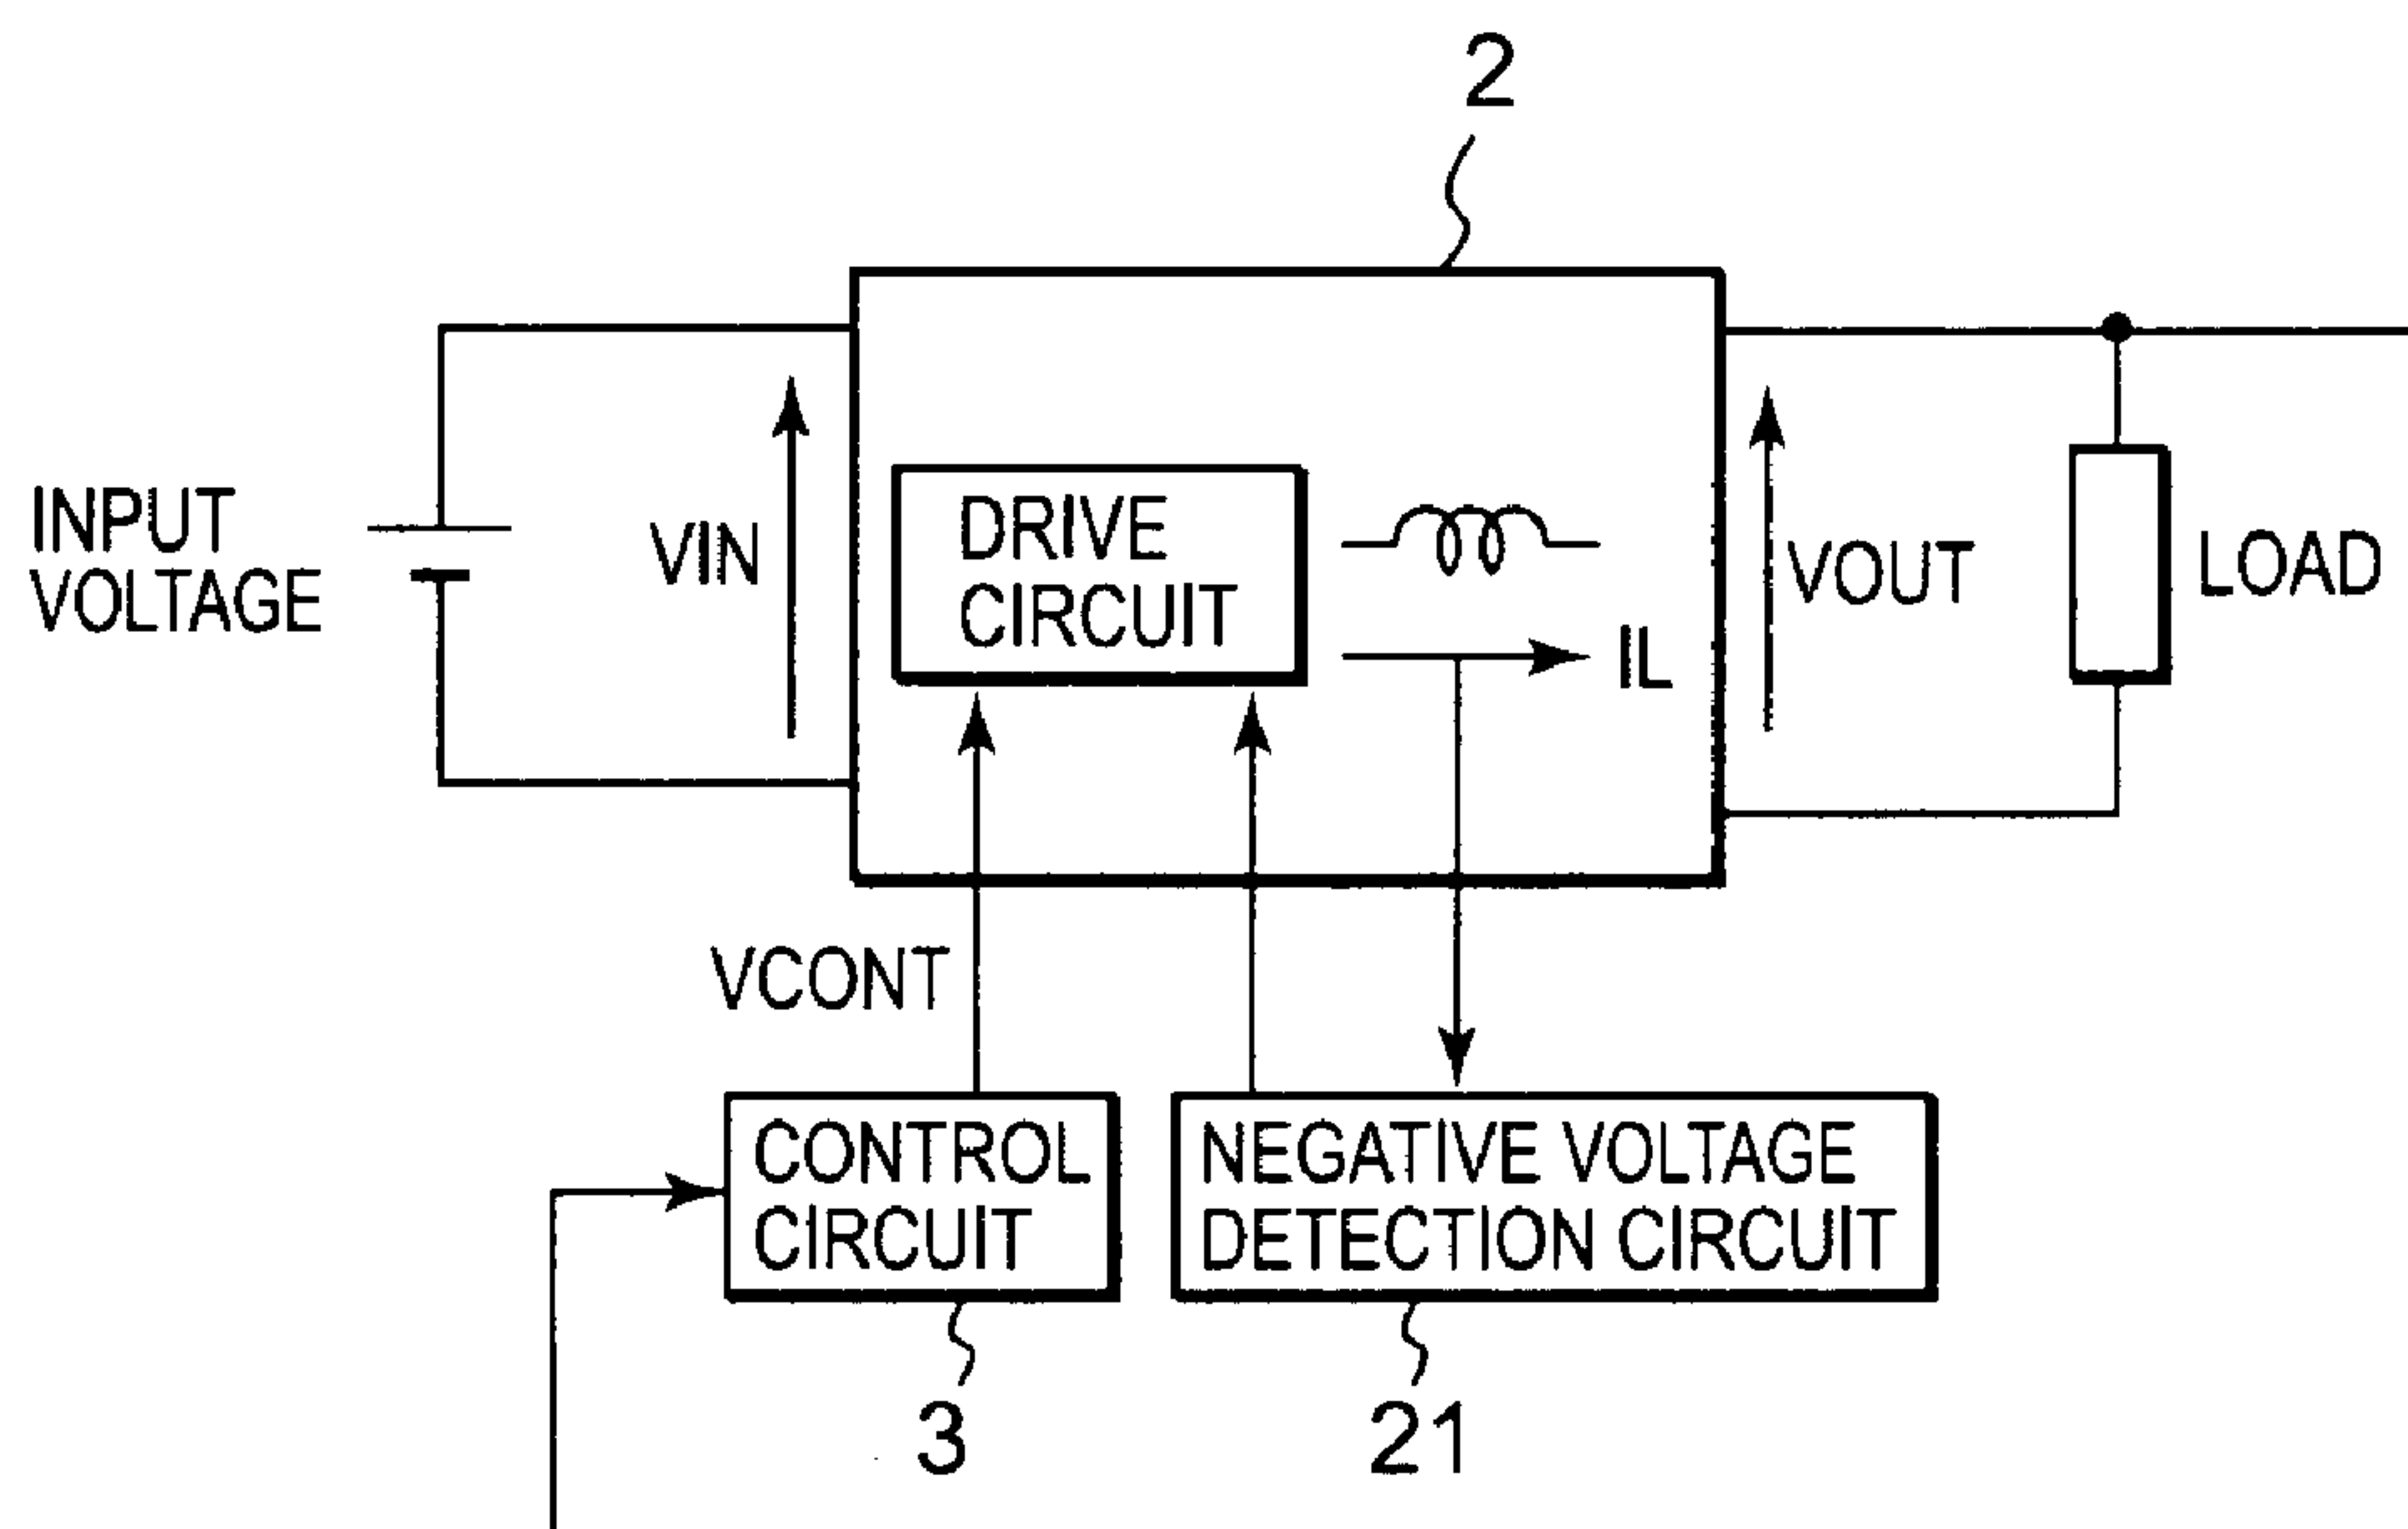 2
INPUT
VOLTAGE
VIN
DRIVE
CIRCUIT
IL
VOUT
LOAD
VCONT
CONTROL
CIRCUIT
NEGATIVE VOLTAGE
DETECTION CIRCUIT
3
21